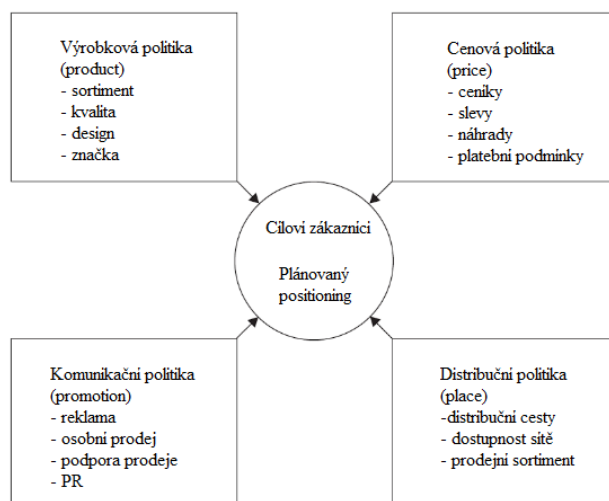 Výrobková politika
(product)
- sortiment
- kvalita
- design
- značka
Cenová politika
(price)
- ceníky
- slevy
- náhrady
- platební podmínky
Cíloví zákazníci
Plánovaný
positioning
Komunikační politika
(promotion)
- reklama
- osobní prodej
- podpora prodeje
- PR
Distribuční politika
(place)
-distribuční cesty
- dostupnost sítě
- prodejní sortiment